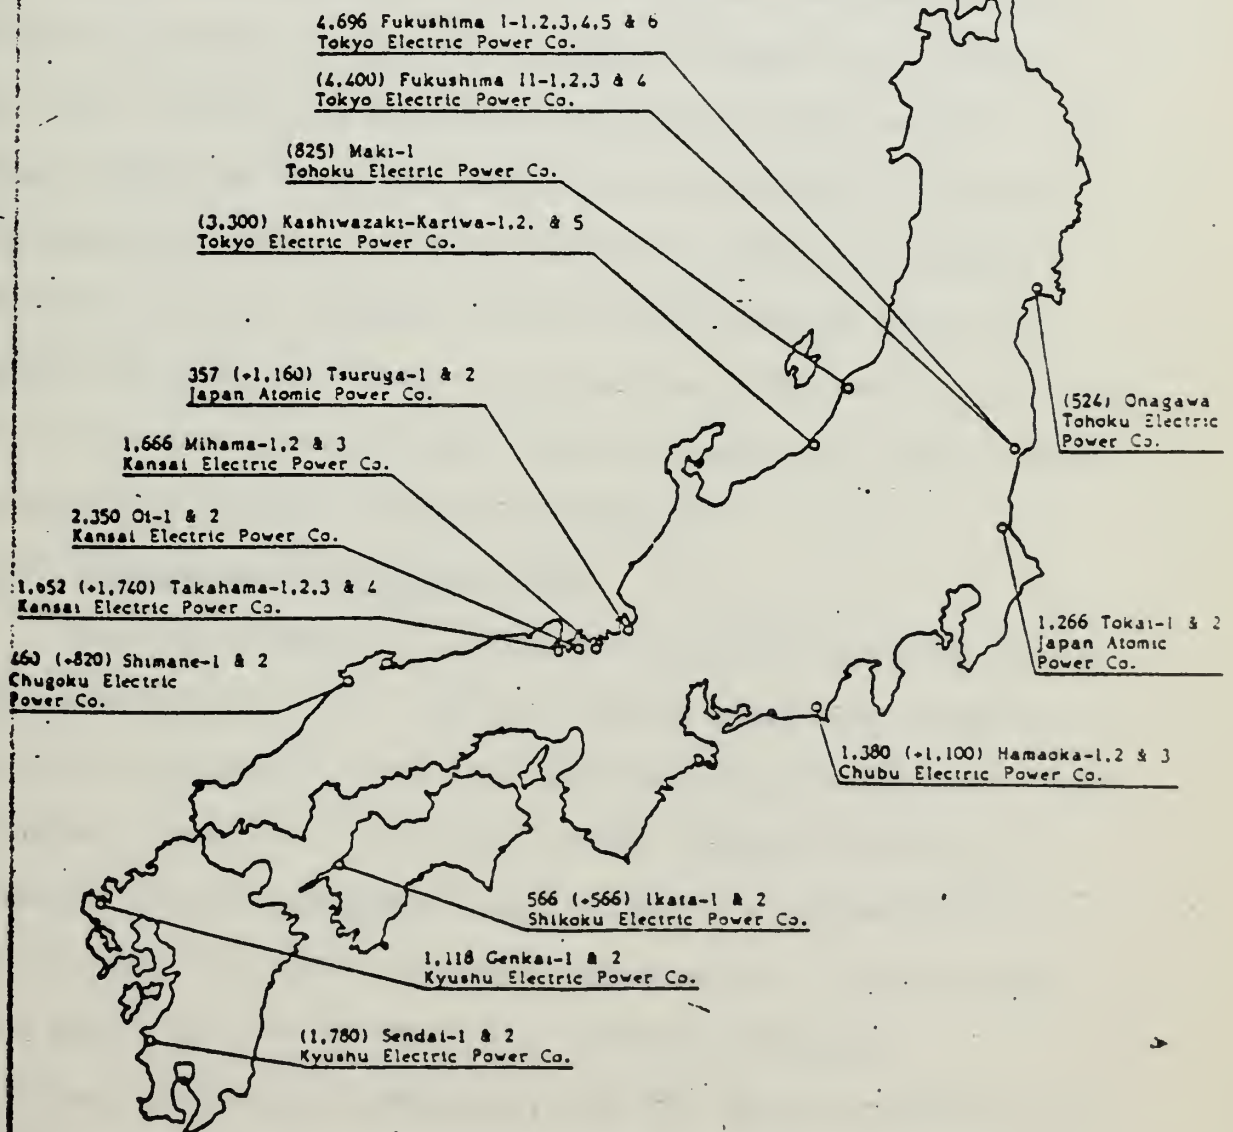 4,696 Fukushima I-1,2,3,4,5 & 6
Tokyo Electric Power Co.
(4,400) Fukushima II-1,2,3 & 4
Tokyo Electric Power Co.
(825) Maki-1
Tohoku Electric Power Co.
(3,300) Kashiwazaki-Kariwa-1,2, & 5
Tokyo Electric Power Co.
357 (+1,160) Tsuruga-1 & 2
Japan Atomic Power Co.
(524) Onagawa
Tohoku Electric
Power Co.
1,666 Mihama-1,2 & 3
Kansai Electric Power Co.
2,350 Oi-1 & 2
Kansai Electric Power Co.
1,652 (+1,740) Takahama-1,2,3 & 4
Kansai Electric Power Co.
1,266 Tokai-1 & 2
Japan Atomic
Power Co.
460 (+820) Shimane-1 & 2
Chugoku Electric
Power Co.
1,380 (+1,100) Hamaoka-1,2 & 3
Chubu Electric Power Co.
566 (+566) Ikata-1 & 2
Shikoku Electric Power Co.
1,118 Genkai-1 & 2
Kyushu Electric Power Co.
(1,780) Sendai-1 & 2
Kyushu Electric Power Co.